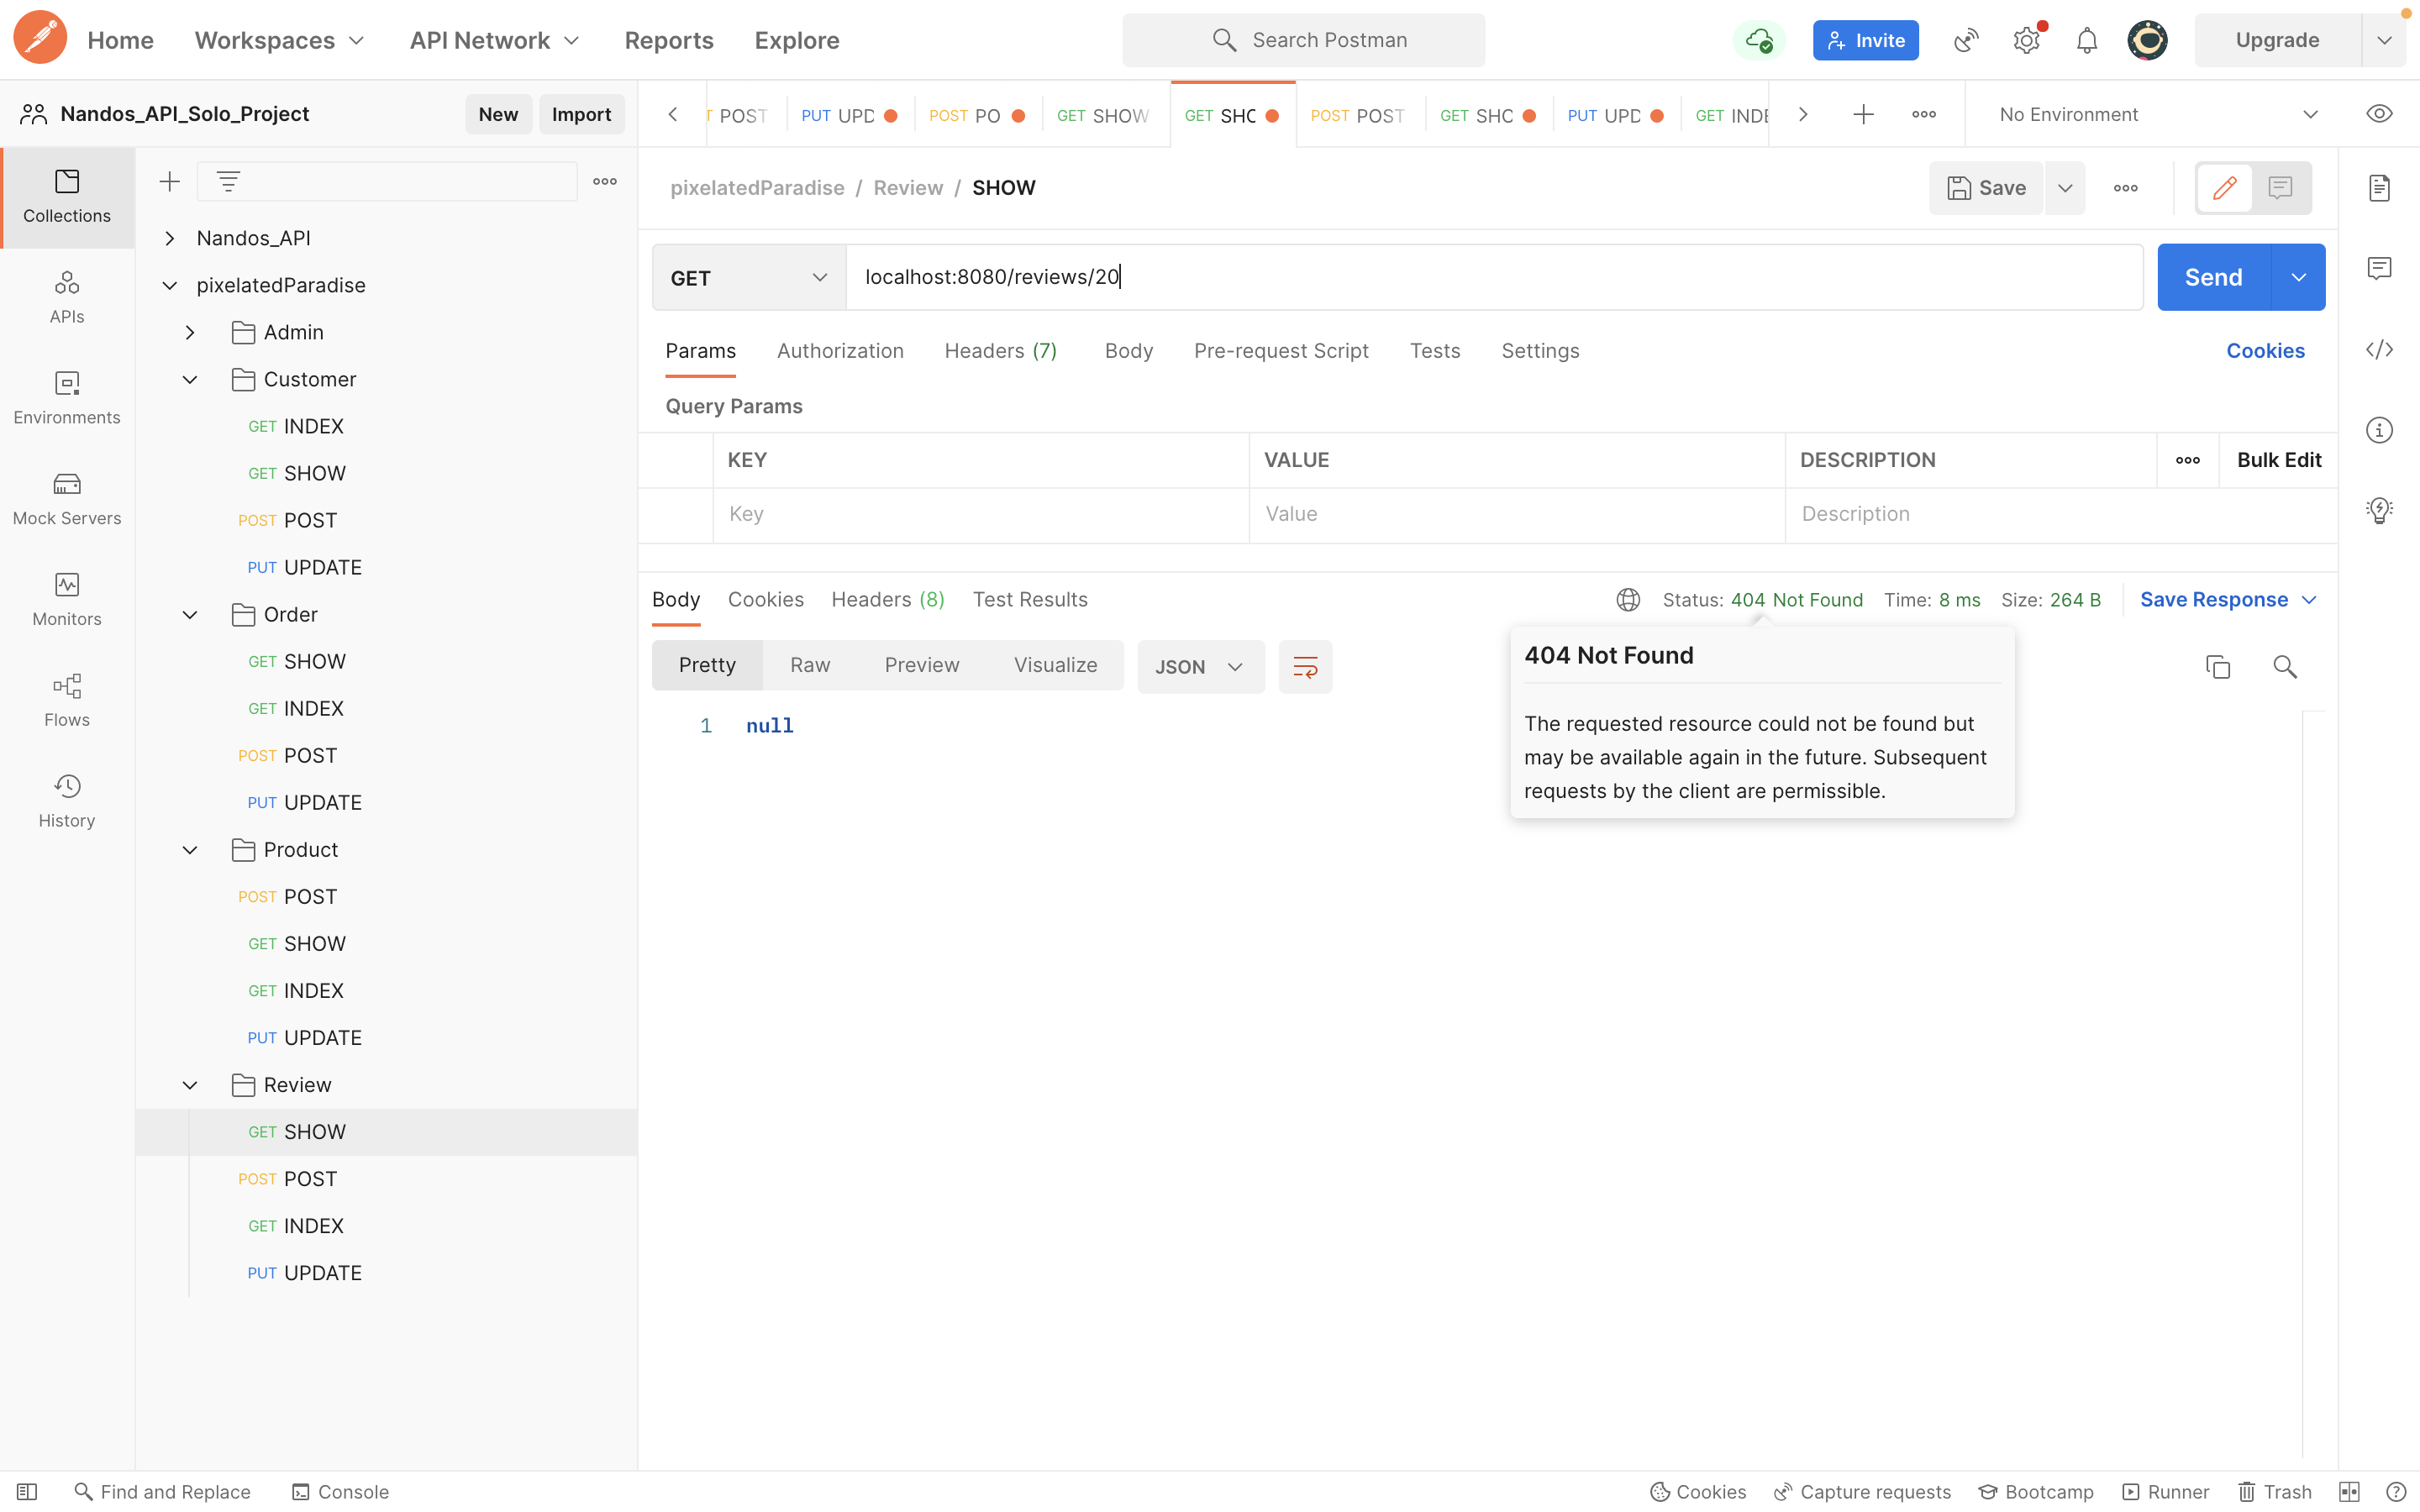 Home Workspaces API Network Reports Explore Search Postman Invite Upgrade
Nandos_API_Solo_Project New Import
POST PUT UPD POST PO GET SHOW GET SHC POST POST GET SHC PUT UPD GET INDE No Environment
Collections
APIs
Environments
Mock Servers
Monitors
Flows
History
Nandos_API
pixelatedParadise
Admin
Customer
GET INDEX
GET SHOW
POST POST
PUT UPDATE
Order
GET SHOW
GET INDEX
POST POST
PUT UPDATE
Product
POST POST
GET SHOW
GET INDEX
PUT UPDATE
Review
GET SHOW
POST POST
GET INDEX
PUT UPDATE
pixelatedParadise / Review / SHOW Save
GET localhost:8080/reviews/20 Send
Params Authorization Headers (7) Body Pre-request Script Tests Settings Cookies
Query Params
KEY VALUE DESCRIPTION Bulk Edit
Key Value Description
Body Cookies Headers (8) Test Results Status: 404 Not Found Time: 8 ms Size: 264 B Save Response
Pretty Raw Preview Visualize JSON
1 null
404 Not Found
The requested resource could not be found but
may be available again in the future. Subsequent
requests by the client are permissible.
Find and Replace Console Cookies Capture requests Bootcamp Runner Trash